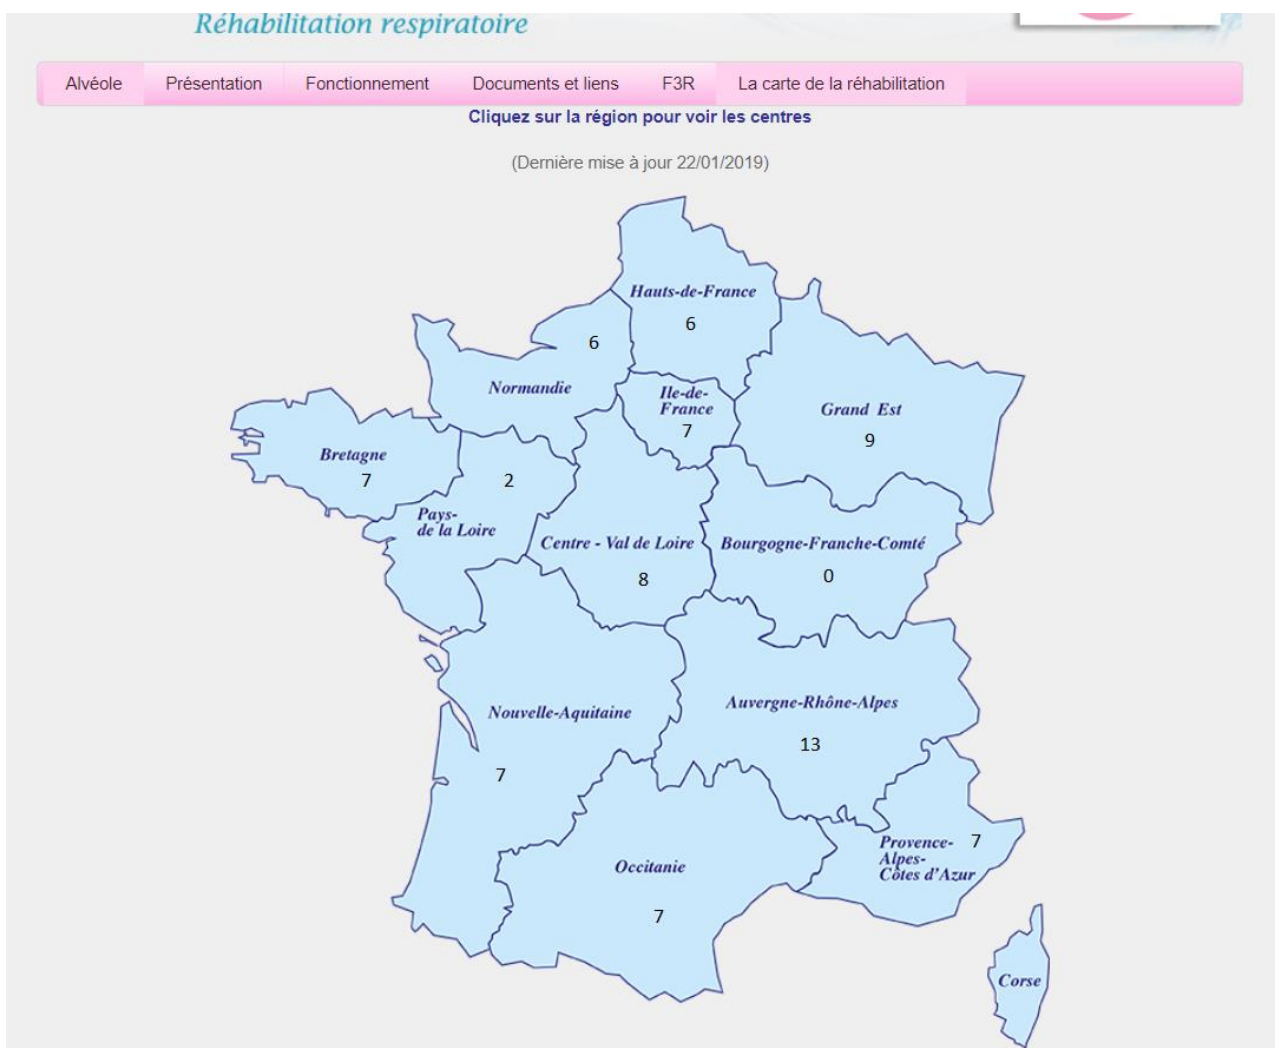 Réhabilitation respiratoire
Alvéole Présentation Fonctionnement Documents et liens F3R La carte de la réhabilitation
Cliquez sur la région pour voir les centres
(Dernière mise à jour 22/01/2019)
Hauts-de-France
6
6
Normandie
Ile-de-
France
7
Grand Est
9
Bretagne
7
2
Pays-
de la Loire
Centre - Val de Loire
8
Bourgogne-Franche-Comté
0
Nouvelle-Aquitaine
7
Auvergne-Rhône-Alpes
13
Provence-
Alpes-
Côtes d'Azur
7
Occitanie
7
Corse